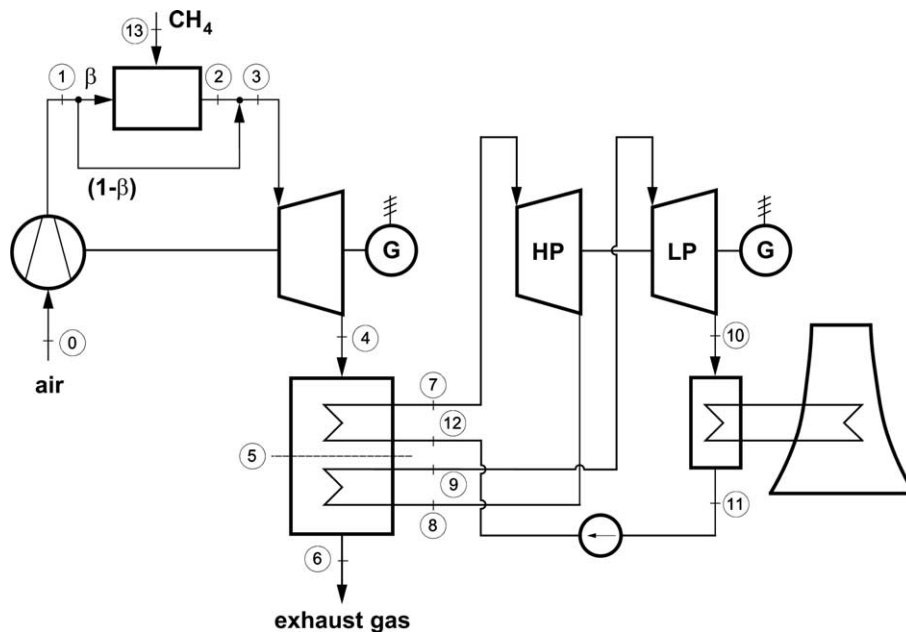 13 CH4
1 β 2 3
(1-β)
G HP LP G
0 4 10
air
7
12
5
9
8 11
6
exhaust gas